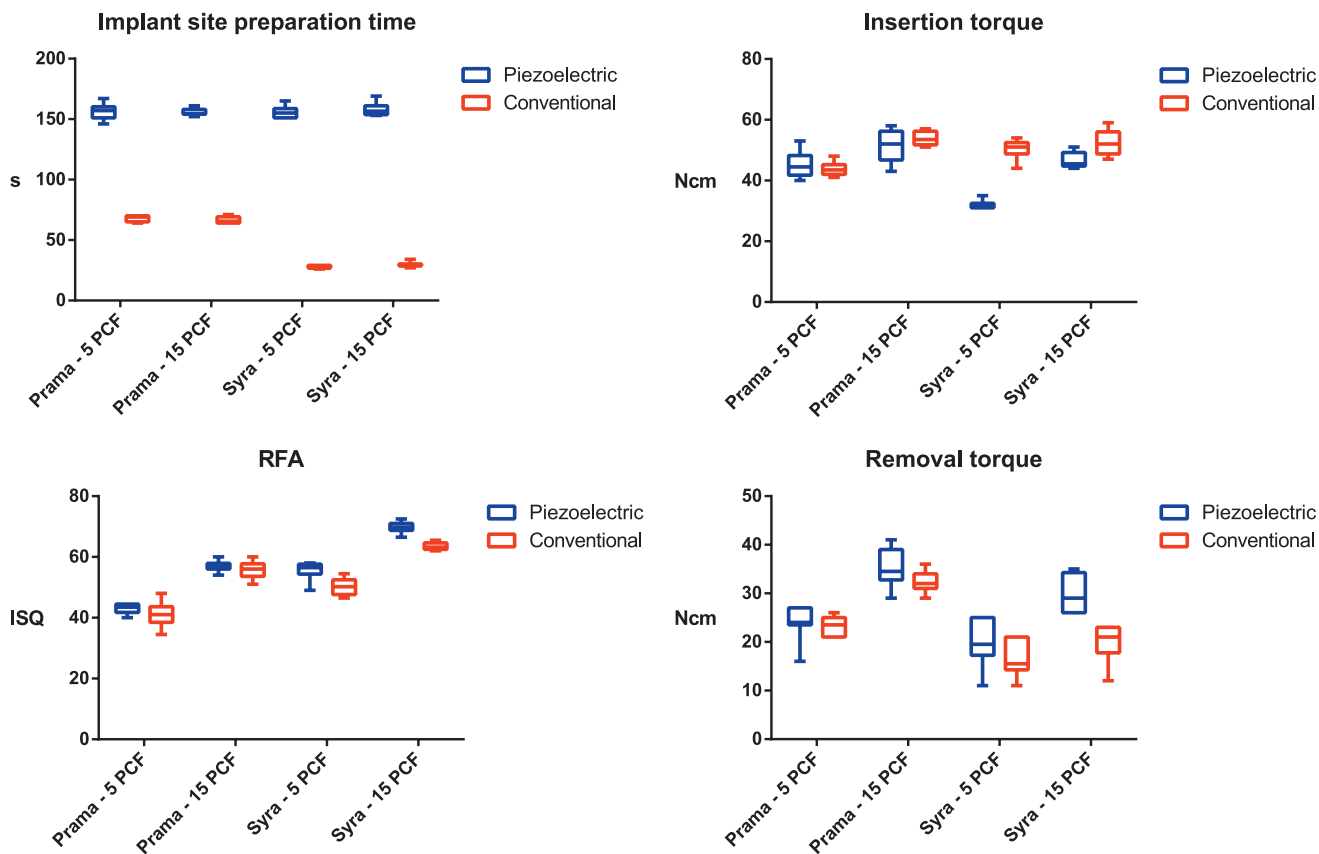 Implant site preparation time
200
150
100
50
0
s
Piezoelectric
Conventional
Prama - 5 PCF
Prama - 15 PCF
Syra - 5 PCF
Syra - 15 PCF
Insertion torque
80
60
40
20
0
Ncm
Piezoelectric
Conventional
Prama - 5 PCF
Prama - 15 PCF
Syra - 5 PCF
Syra - 15 PCF
RFA
80
60
40
20
0
ISQ
Piezoelectric
Conventional
Prama - 5 PCF
Prama - 15 PCF
Syra - 5 PCF
Syra - 15 PCF
Removal torque
50
40
30
20
10
0
Ncm
Piezoelectric
Conventional
Prama - 5 PCF
Prama - 15 PCF
Syra - 5 PCF
Syra - 15 PCF